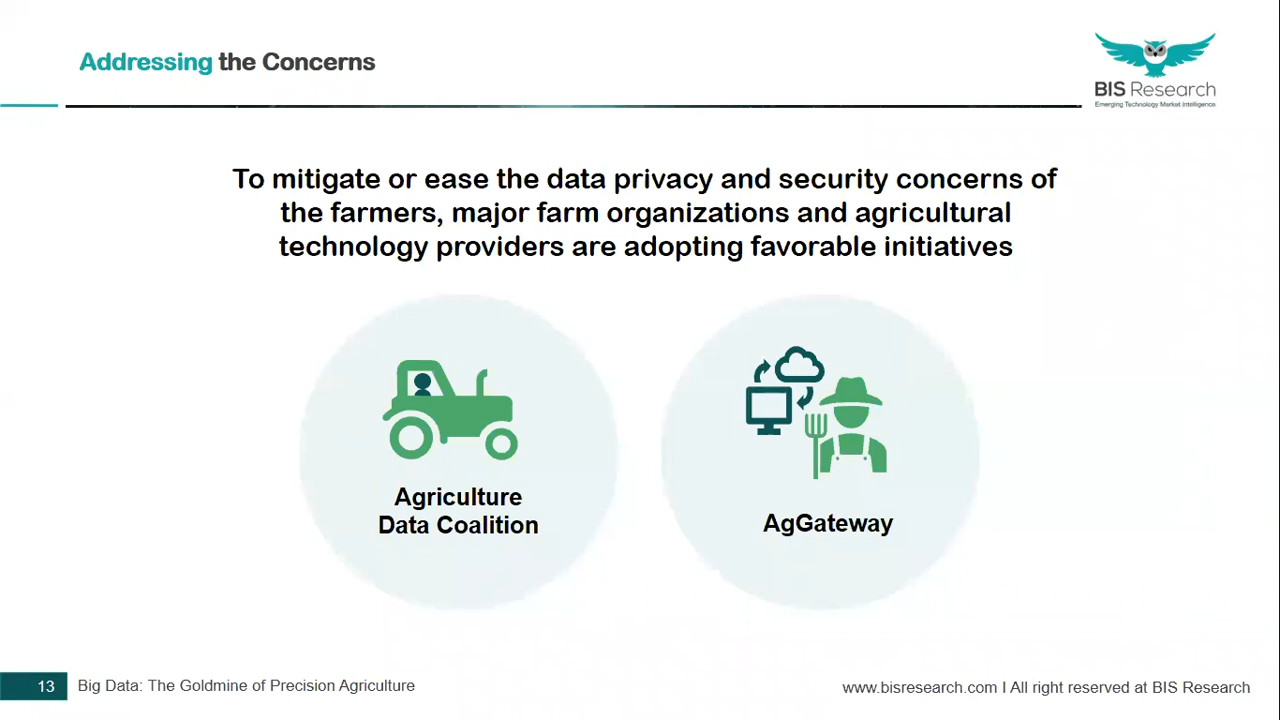 Addressing the Concerns
BIS Research
Emerging Technology Market Intelligence
To mitigate or ease the data privacy and security concerns of
the farmers, major farm organizations and agricultural
technology providers are adopting favorable initiatives
Agriculture
Data Coalition
AgGateway
13
Big Data: The Goldmine of Precision Agriculture
www.bisresearch.com I All right reserved at BIS Research